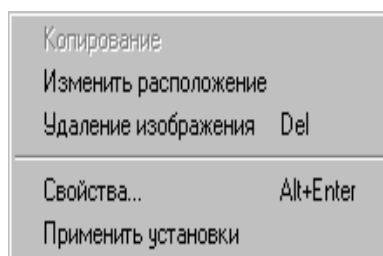 Копирование
Изменить расположение
Удаление изображения Del
Свойства... Alt+Enter
Применить установки